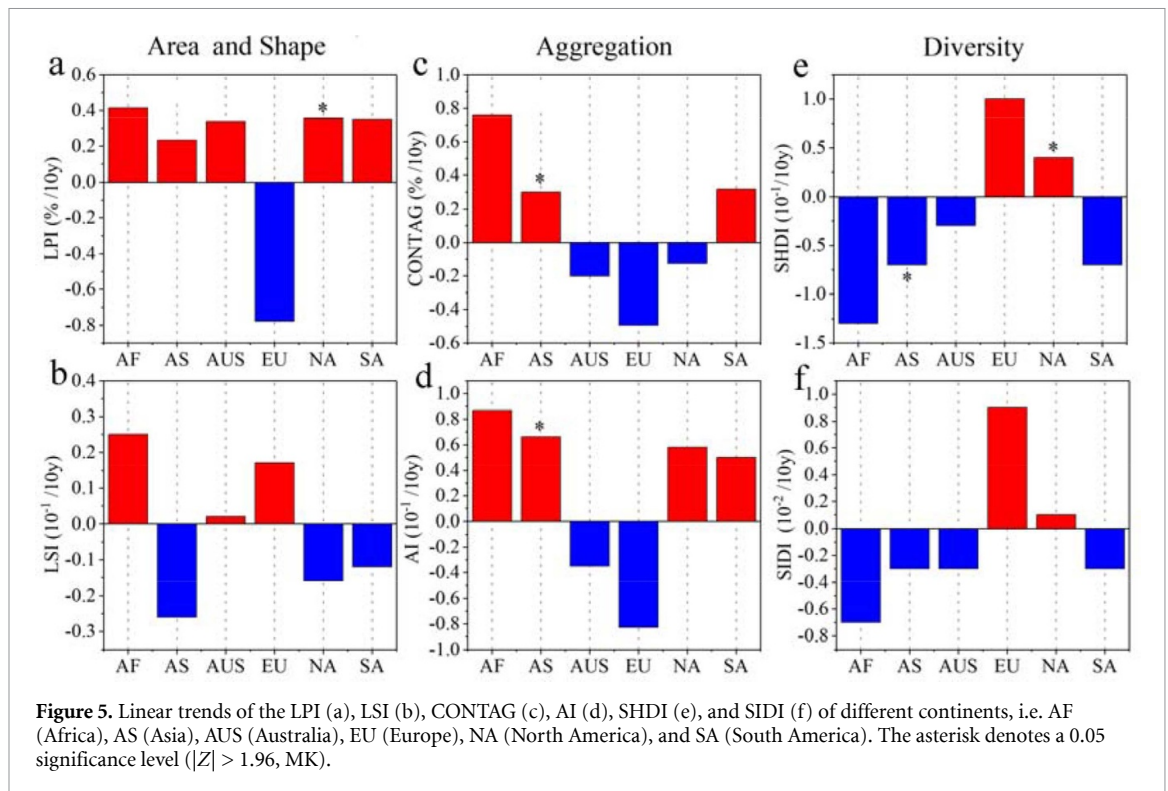 Area and Shape
Aggregation
Diversity
a
LPI (% /10y)
0.6
0.4
0.2
0.0
-0.2
-0.4
-0.6
-0.8
*
AF AS AUS EU NA SA
c
CONTAG (% /10y)
1.0
0.8
0.6
0.4
0.2
0.0
-0.2
-0.4
-0.6
*
AF AS AUS EU NA SA
e
SHDI (10⁻¹/10y)
1.0
0.5
0.0
-0.5
-1.0
-1.5
*
*
AF AS AUS EU NA SA
b
LSI (10⁻¹ /10y)
0.4
0.3
0.2
0.1
0.0
-0.1
-0.2
-0.3
AF AS AUS EU NA SA
d
AI (10⁻¹ /10y)
1.0
0.8
0.6
0.4
0.2
0.0
-0.2
-0.4
-0.6
-0.8
-1.0
*
AF AS AUS EU NA SA
f
SIDI (10⁻² /10y)
1.0
0.8
0.6
0.4
0.2
0.0
-0.2
-0.4
-0.6
-0.8
AF AS AUS EU NA SA
Figure 5. Linear trends of the LPI (a), LSI (b), CONTAG (c), AI (d), SHDI (e), and SIDI (f) of different continents, i.e. AF
(Africa), AS (Asia), AUS (Australia), EU (Europe), NA (North America), and SA (South America). The asterisk denotes a 0.05
significance level (|Z| > 1.96, MK).